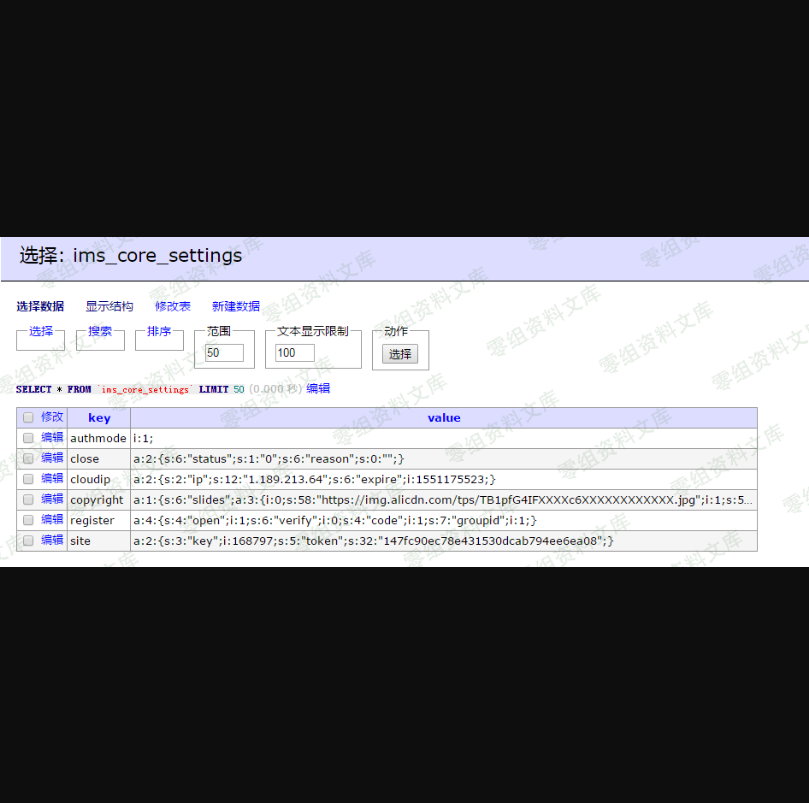 选择: ims_core_settings
选择数据 显示结构 修改表 新建数据
选择 搜索 排序 范围 文本显示限制 动作
50 100 选择
SELECT * FROM `ims_core_settings` LIMIT 50 (0.000 秒) 编辑
修改 key value
编辑 authmode i:1;
编辑 close a:2:{s:6:"status";s:1:"0";s:6:"reason";s:0:"";}
编辑 cloudip a:2:{s:2:"ip";s:12:"1.189.213.64";s:6:"expire";i:1551175523;}
编辑 copyright a:1:{s:6:"slides";a:3:{i:0;s:58:"https://img.alicdn.com/tps/TB1pfG4IFXXXXc6XXXXXXXXXXXX.jpg";i:1;s:5...
编辑 register a:4:{s:4:"open";i:1;s:6:"verify";i:0;s:4:"code";i:1;s:7:"groupid";i:1;}
编辑 site a:2:{s:3:"key";i:168797;s:5:"token";s:32:"147fc90ec78e431530dcab794ee6ea08";}
零组资料文库